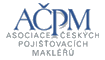 AČPM
ASOCIACE ČESKÝCH
POJIŠŤOVACÍCH
MAKLÉŘŮ